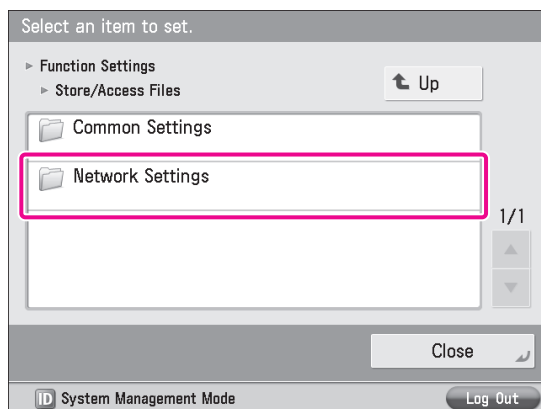 Select an item to set.
Function Settings
Store/Access Files
Up
Common Settings
Network Settings
1/1
Close
ID System Management Mode
Log Out